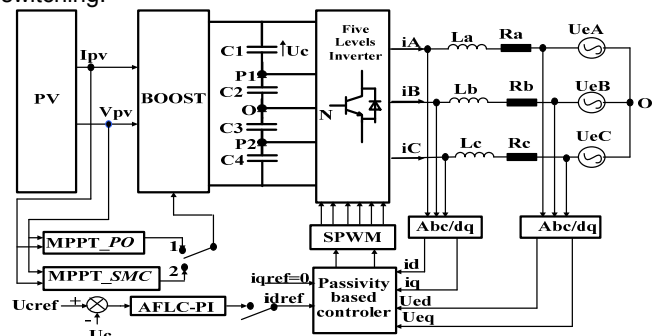 switching.
Ipv
PV
Vpv
BOOST
C1
Uc
P1
C2
O
C3
P2
C4
Five
Levels
Inverter
N
iA
La
Ra
UeA
iB
Lb
Rb
UeB
O
iC
Lc
Rc
UeC
SPWM
Abc/dq
Abc/dq
MPPT_PO
1
MPPT_SMC
2
Ucref
+
-
Uc
AFLC-PI
idref
iqref=0
Passivity
based
controler
id
iq
Ued
Ueq